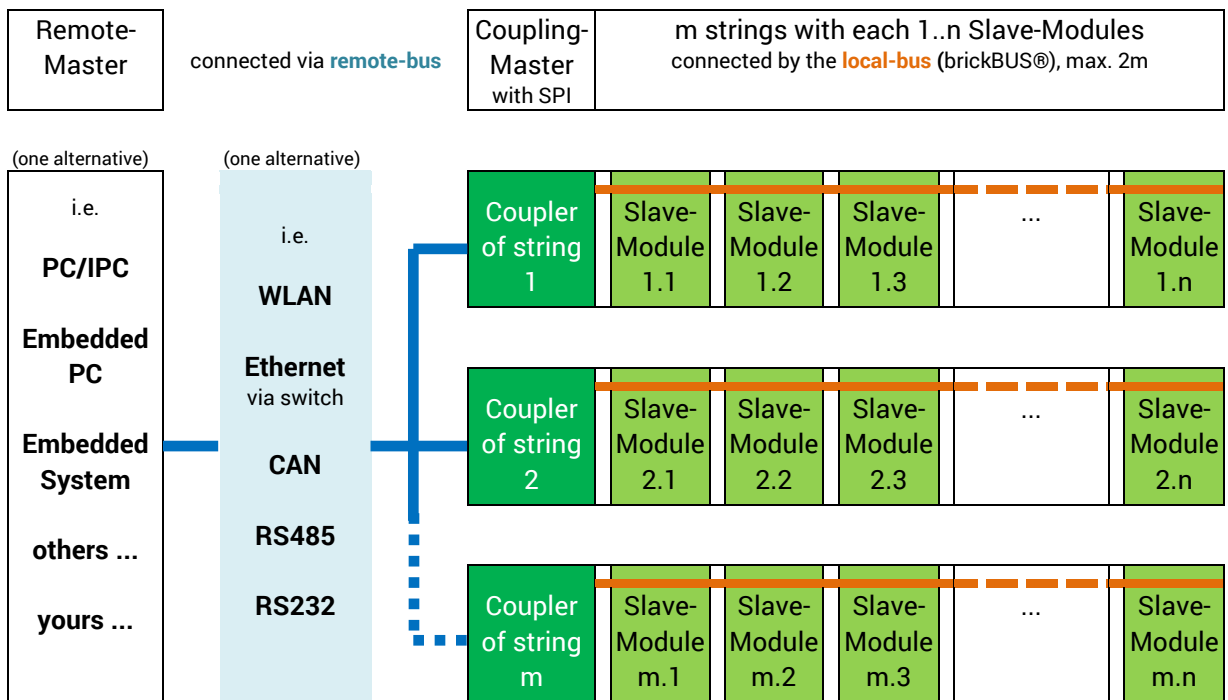 Remote-
Master
connected via remote-bus
Coupling-
Master
with SPI
m strings with each 1..n Slave-Modules
connected by the local-bus (brickBUS®), max. 2m
(one alternative)
i.e.
PC/IPC
Embedded
PC
Embedded
System
others ...
yours ...
(one alternative)
i.e.
WLAN
Ethernet
via switch
CAN
RS485
RS232
Coupler
of string
1
Slave-
Module
1.1
Slave-
Module
1.2
Slave-
Module
1.3
...
Slave-
Module
1.n
Coupler
of string
2
Slave-
Module
2.1
Slave-
Module
2.2
Slave-
Module
2.3
...
Slave-
Module
2.n
Coupler
of string
m
Slave-
Module
m.1
Slave-
Module
m.2
Slave-
Module
m.3
...
Slave-
Module
m.n